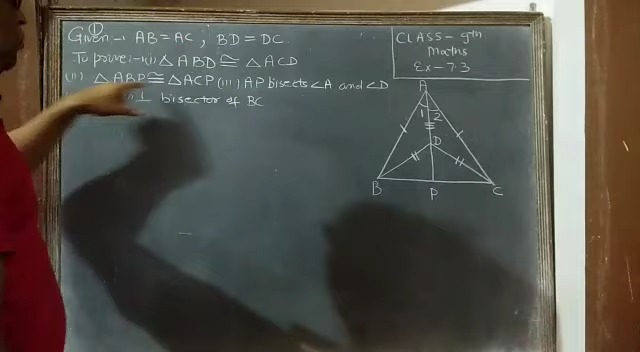 ①
Given → AB = AC, BD = DC.
To prove → (i) △ ABD ≅ △ ACD
(ii) △ ABP ≅ △ ACP (iii) AP bisects ∠A and ∠D
⊥ bisector of BC
CLASS - 9th
Maths
Ex - 7.3
A
1 2
D
B P C